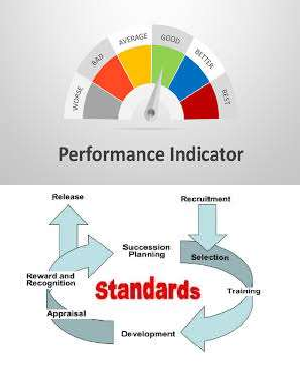 WORSE
BAD
AVERAGE
GOOD
BETTER
BEST
Performance Indicator
Release
Recruitment
Succession
Planning
Selection
Reward and
Recognition
Standards
Training
Appraisal
Development